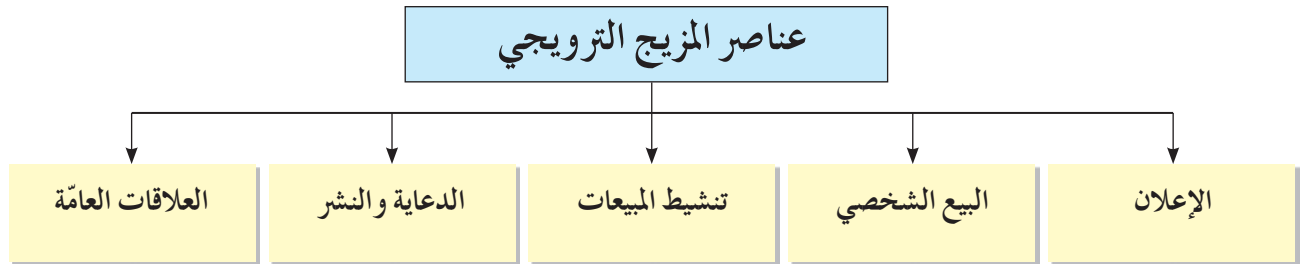 عناصر المزيج الترويجي
الإعلان
البيع الشخصي
تنشيط المبيعات
الدعاية والنشر
العلاقات العامّة